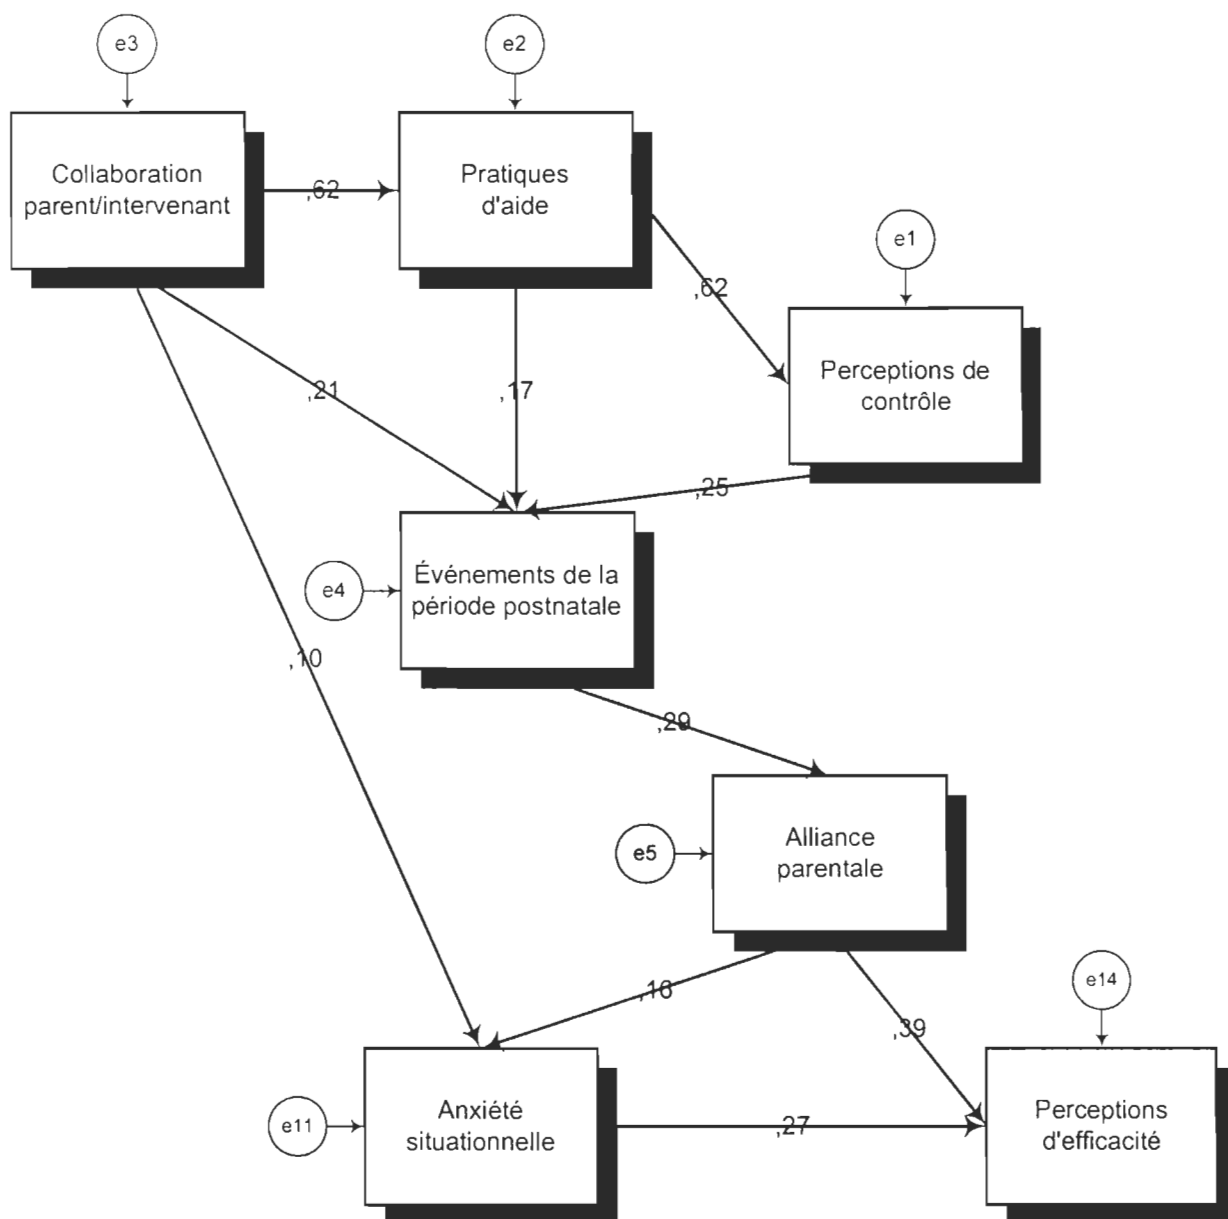 e3
e2
Collaboration
parent/intervenant
,62
Pratiques
d'aide
e1
,62
Perceptions de
contrôle
,21
,17
,25
e4
Événements de la
période postnatale
,10
,29
e5
Alliance
parentale
,16
e14
,39
e11
Anxiété
situationnelle
,27
Perceptions
d'efficacité